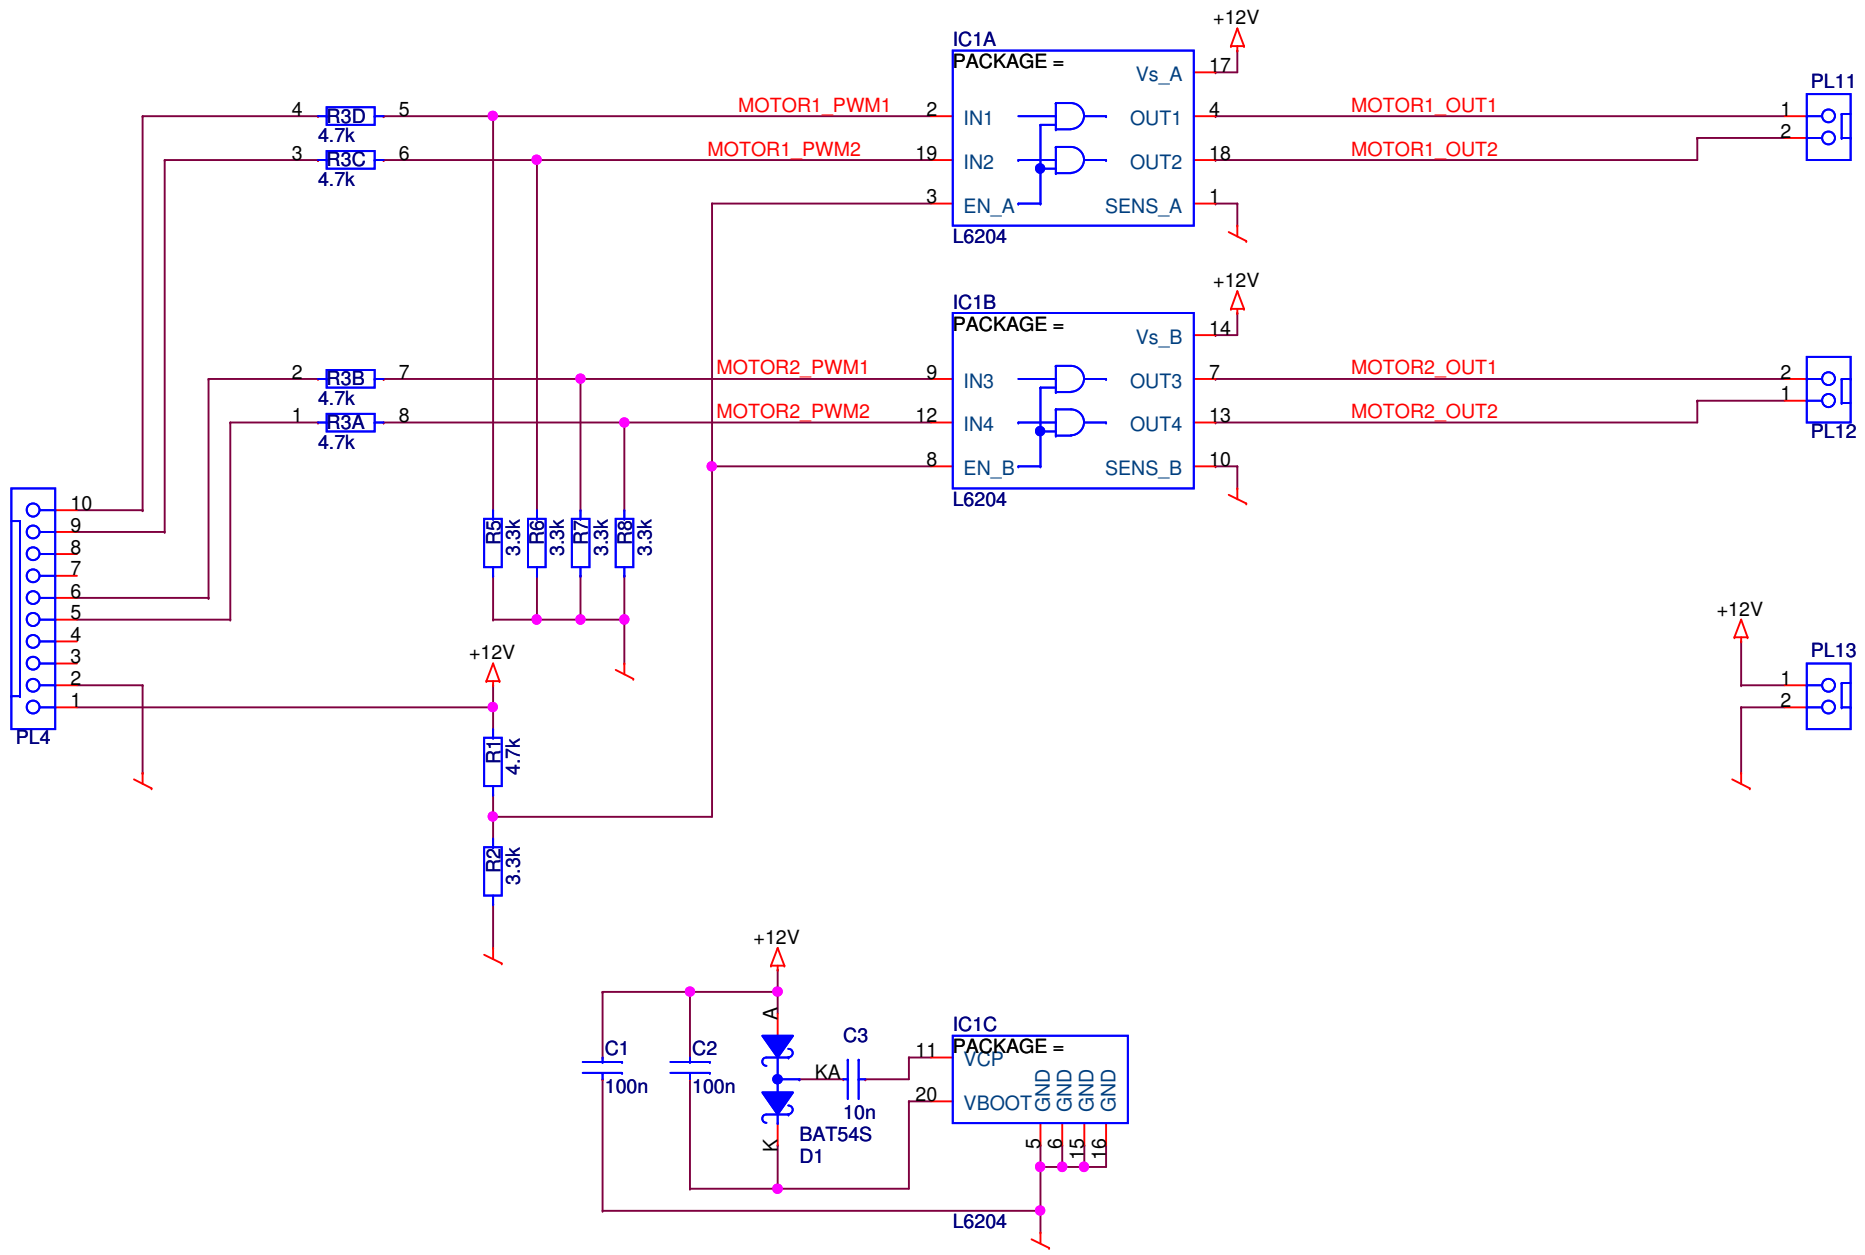 +12V
IC1A
PACKAGE =
Vs_A 17
PL11
4 R3D 5
4.7k
MOTOR1_PWM1 2 IN1
OUT1 4 MOTOR1_OUT1 1
2
3 R3C 6
4.7k
MOTOR1_PWM2 19 IN2
OUT2 18 MOTOR1_OUT2
3 EN_A
SENS_A 1
L6204
+12V
IC1B
PACKAGE =
Vs_B 14
2 R3B 7
4.7k
MOTOR2_PWM1 9 IN3
OUT3 7 MOTOR2_OUT1 2
1
1 R3A 8
4.7k
MOTOR2_PWM2 12 IN4
OUT4 13 MOTOR2_OUT2
PL12
8 EN_B
SENS_B 10
L6204
10
9
8
7
6
5
4
3
2
1
PL4
R5 3.3k
R6 3.3k
R7 3.3k
R8 3.3k
+12V
R1 4.7k
R2 3.3k
+12V
PL13
1
2
+12V
A
C1
100n
C2
100n
C3
KA
10n
BAT54S
D1
K
IC1C
PACKAGE =
11 VCP
20 VBOOT
GND GND GND GND
5 6 15 16
L6204